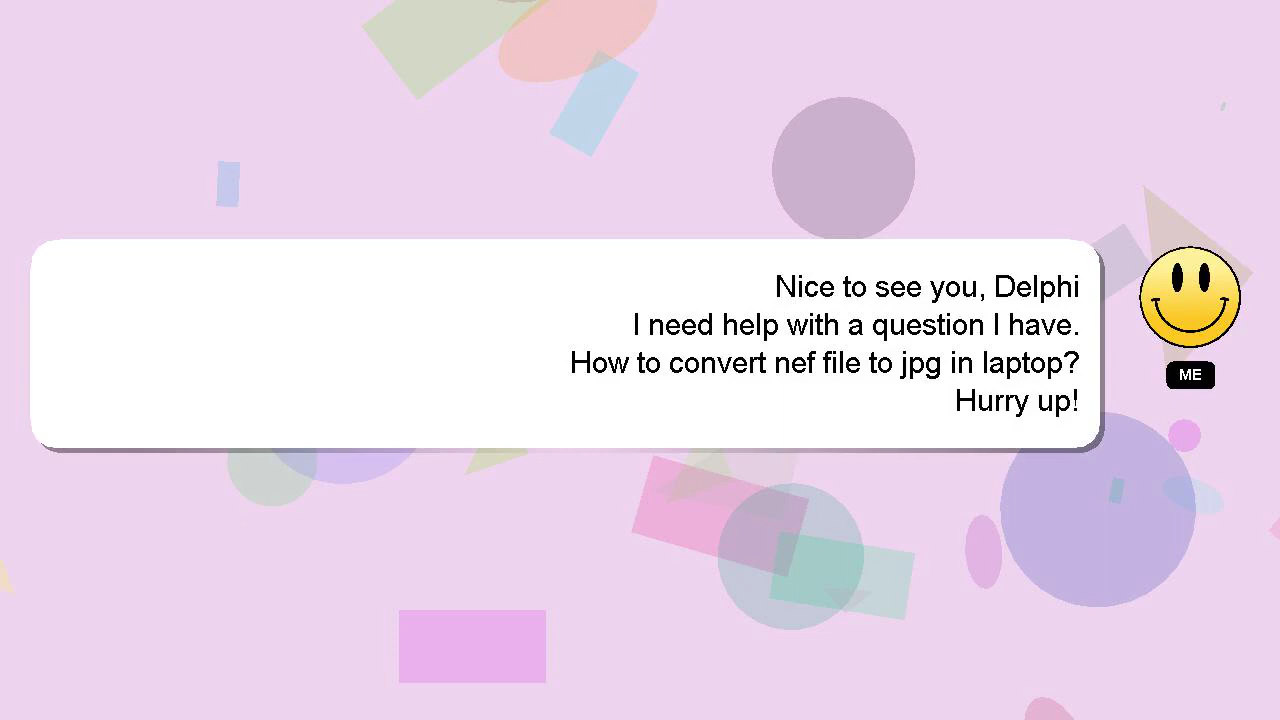 Nice to see you, Delphi
I need help with a question I have.
How to convert nef file to jpg in laptop?
Hurry up!
ME